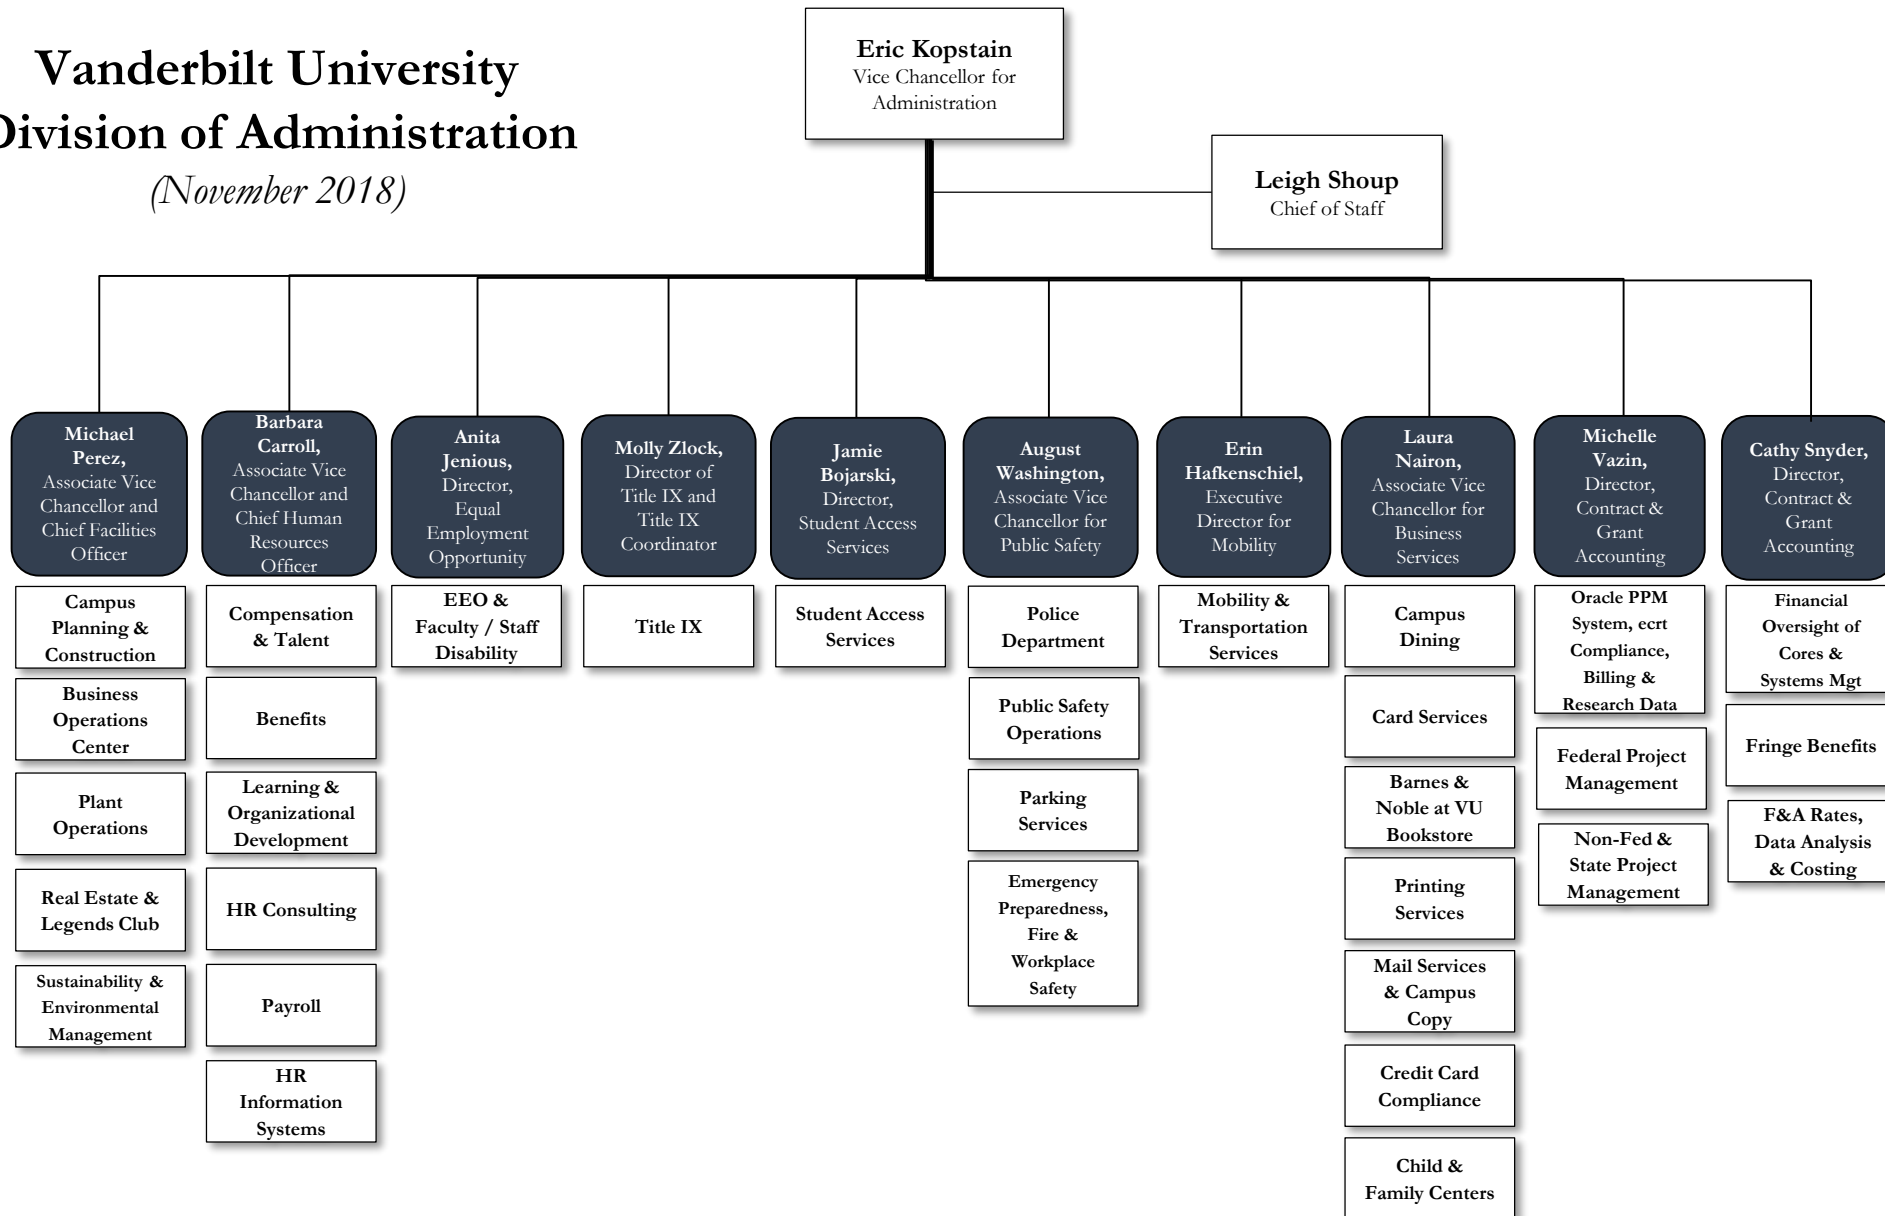 Vanderbilt University
Division of Administration
(November 2018)
Eric Kopstain
Vice Chancellor for
Administration
Leigh Shoup
Chief of Staff
Michael
Perez,
Associate Vice
Chancellor and
Chief Facilities
Officer
Campus
Planning &
Construction
Business
Operations
Center
Plant
Operations
Real Estate &
Legends Club
Sustainability &
Environmental
Management
Barbara
Carroll,
Associate Vice
Chancellor and
Chief Human
Resources
Officer
Compensation
& Talent
Benefits
Learning &
Organizational
Development
HR Consulting
Payroll
HR
Information
Systems
Anita
Jenious,
Director,
Equal
Employment
Opportunity
EEO &
Faculty / Staff
Disability
Molly Zlock,
Director of
Title IX and
Title IX
Coordinator
Title IX
Jamie
Bojarski,
Director,
Student Access
Services
Student Access
Services
August
Washington,
Associate Vice
Chancellor for
Public Safety
Police
Department
Public Safety
Operations
Parking
Services
Emergency
Preparedness,
Fire &
Workplace
Safety
Erin
Hafkenschiel,
Executive
Director for
Mobility
Mobility &
Transportation
Services
Laura
Nairon,
Associate Vice
Chancellor for
Business
Services
Campus
Dining
Card Services
Barnes &
Noble at VU
Bookstore
Printing
Services
Mail Services
& Campus
Copy
Credit Card
Compliance
Child &
Family Centers
Michelle
Vazin,
Director,
Contract &
Grant
Accounting
Oracle PPM
System, ecrt
Compliance,
Billing &
Research Data
Federal Project
Management
Non-Fed &
State Project
Management
Cathy Snyder,
Director,
Contract &
Grant
Accounting
Financial
Oversight of
Cores &
Systems Mgt
Fringe Benefits
F&A Rates,
Data Analysis
& Costing